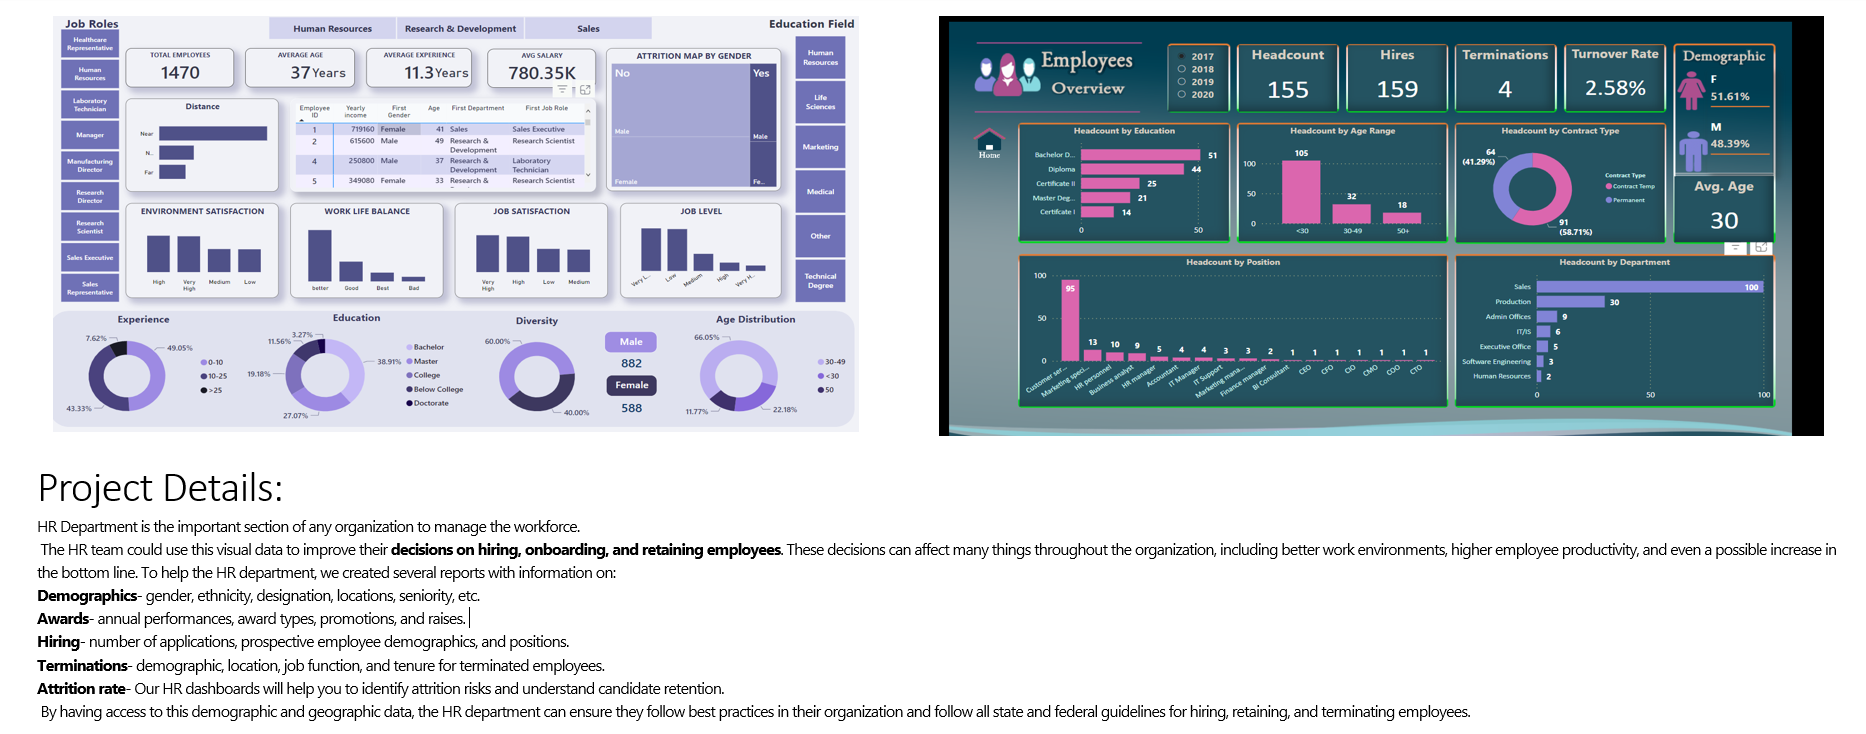 Job Roles
Human Resources
Research & Development
Sales
Education Field
Healthcare
Representative
Human
Resources
Laboratory
Technician
Manager
Manufacturing
Director
Research
Director
Research
Scientist
Sales Executive
Sales
Representative
TOTAL EMPLOYEES
1470
AVERAGE AGE
37 Years
AVERAGE EXPERIENCE
11.3 Years
AVG SALARY
780.35K
ATTRITION MAP BY GENDER
No
Yes
Male
Male
Female
Fe...
Human
Resources
Life
Sciences
Marketing
Medical
Other
Technical
Degree
Distance
Near
N...
Far
Employee ID Yearly income First Gender Age First Department First Job Role
1 719160 Female 41 Sales Sales Executive
2 615600 Male 49 Research & Development Research Scientist
4 250800 Male 37 Research & Development Laboratory Technician
5 349080 Female 33 Research & Research Scientist
ENVIRONMENT SATISFACTION
High Very High Medium Low
WORK LIFE BALANCE
better Good Best Bad
JOB SATISFACTION
Very High High Low Medium
JOB LEVEL
Very L... Low Medium High Very H...
Experience
7.62%
49.05%
43.33%
0-10
10-25
>25
Education
3.27%
11.56%
38.91%
19.18%
27.07%
Bachelor
Master
College
Below College
Doctorate
Diversity
60.00%
40.00%
Male
882
Female
588
Age Distribution
66.05%
11.77%
22.18%
30-49
<30
50
Employees
Overview
Home
2017
2018
2019
2020
Headcount
155
Hires
159
Terminations
4
Turnover Rate
2.58%
Demographic
F
51.61%
M
48.39%
Avg. Age
30
Headcount by Education
Bachelor D... 51
Diploma 44
Certificate II 25
Master Deg... 21
Certificate I 14
0 50
Headcount by Age Range
100
50
0
105 32 18
<30 30-49 50+
Headcount by Contract Type
64
(41.29%)
91
(58.71%)
Contract Type
Contract Temp
Permanent
Headcount by Position
100
50
0
95 13 10 9 5 4 4 3 3 2 1 1 1 1 1 1
Customer ser... Marketing speci... HR personnel Business analyst HR manager Accountant IT Manager IT Support Marketing mana... Finance manager BI Consultant CEO CFO CIO CMO COO CTO
Headcount by Department
Sales 100
Production 30
Admin Offices 9
IT/IS 6
Executive Office 5
Software Engineering 3
Human Resources 2
0 50 100
Project Details:
HR Department is the important section of any organization to manage the workforce.
The HR team could use this visual data to improve their decisions on hiring, onboarding, and retaining employees. These decisions can affect many things throughout the organization, including better work environments, higher employee productivity, and even a possible increase in
the bottom line. To help the HR department, we created several reports with information on:
Demographics- gender, ethnicity, designation, locations, seniority, etc.
Awards- annual performances, award types, promotions, and raises.
Hiring- number of applications, prospective employee demographics, and positions.
Terminations- demographic, location, job function, and tenure for terminated employees.
Attrition rate- Our HR dashboards will help you to identify attrition risks and understand candidate retention.
By having access to this demographic and geographic data, the HR department can ensure they follow best practices in their organization and follow all state and federal guidelines for hiring, retaining, and terminating employees.